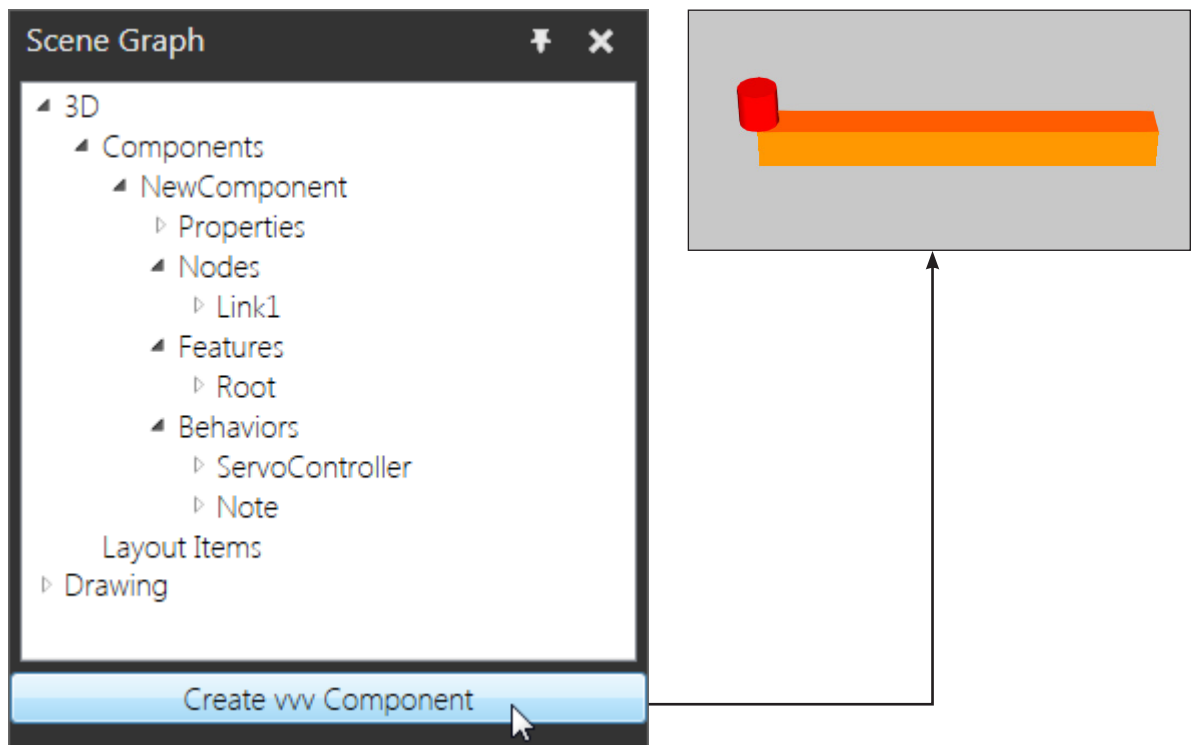 Scene Graph
3D
Components
NewComponent
Properties
Nodes
Link1
Features
Root
Behaviors
ServoController
Note
Layout Items
Drawing
Create vvv Component